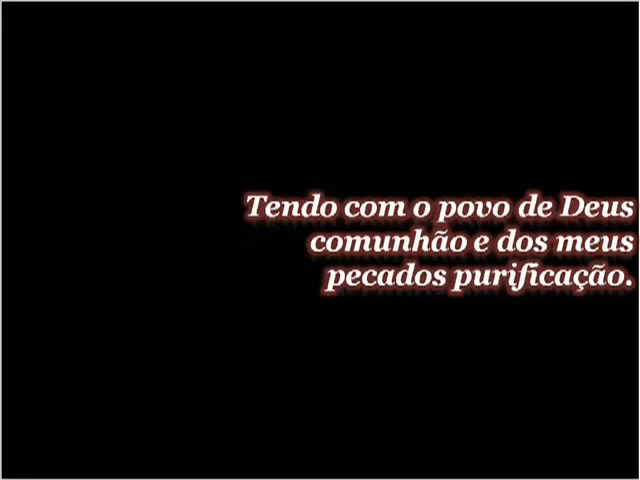 Tendo com o povo de Deus
comunhão e dos meus
pecados purificação.